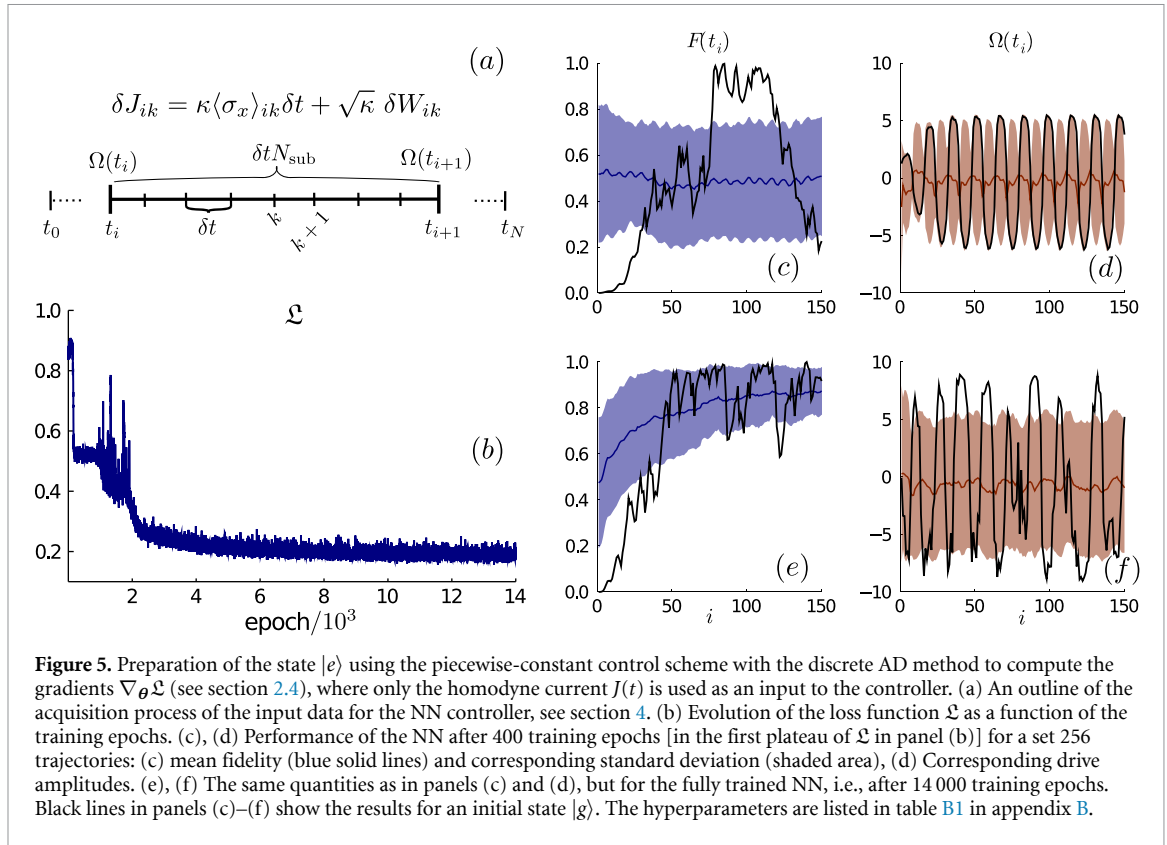 (a)
δJ_{ik} = κ⟨σ_x⟩_{ik}δt + √κ δW_{ik}
Ω(t_i) δtN_sub Ω(t_{i+1})
t_0 t_i δt k k + 1 t_{i+1} t_N
𝔏
1.0
0.8
0.6
0.4
0.2
2 4 6 8 10 12 14
epoch/10^3
(b)
F(t_i)
1.0
0.8
0.6
0.4
0.2
0.0
0 50 100 150
(c)
Ω(t_i)
10
5
0
−5
−10
0 50 100 150
(d)
1.0
0.8
0.6
0.4
0.2
0.0
0 50 100 150
i
(e)
10
5
0
−5
−10
0 50 100 150
i
(f)
Figure 5. Preparation of the state |e⟩ using the piecewise-constant control scheme with the discrete AD method to compute the
gradients ∇_θ𝔏 (see section 2.4), where only the homodyne current J(t) is used as an input to the controller. (a) An outline of the
acquisition process of the input data for the NN controller, see section 4. (b) Evolution of the loss function 𝔏 as a function of the
training epochs. (c), (d) Performance of the NN after 400 training epochs [in the first plateau of 𝔏 in panel (b)] for a set 256
trajectories: (c) mean fidelity (blue solid lines) and corresponding standard deviation (shaded area), (d) Corresponding drive
amplitudes. (e), (f) The same quantities as in panels (c) and (d), but for the fully trained NN, i.e., after 14 000 training epochs.
Black lines in panels (c)–(f) show the results for an initial state |g⟩. The hyperparameters are listed in table B1 in appendix B.